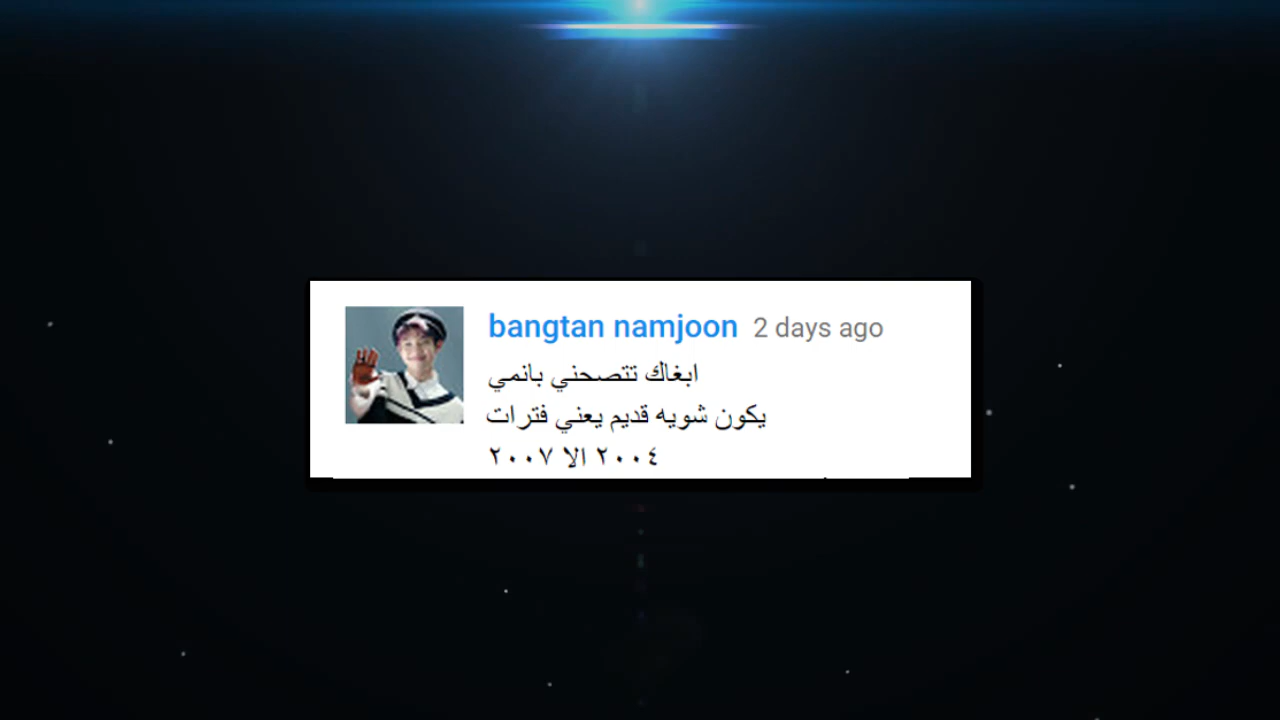 bangtan namjoon 2 days ago
ابغاك تتصحني بانمي
يكون شويه قديم يعني فترات
٢٠٠٤ الا ٢٠٠٧